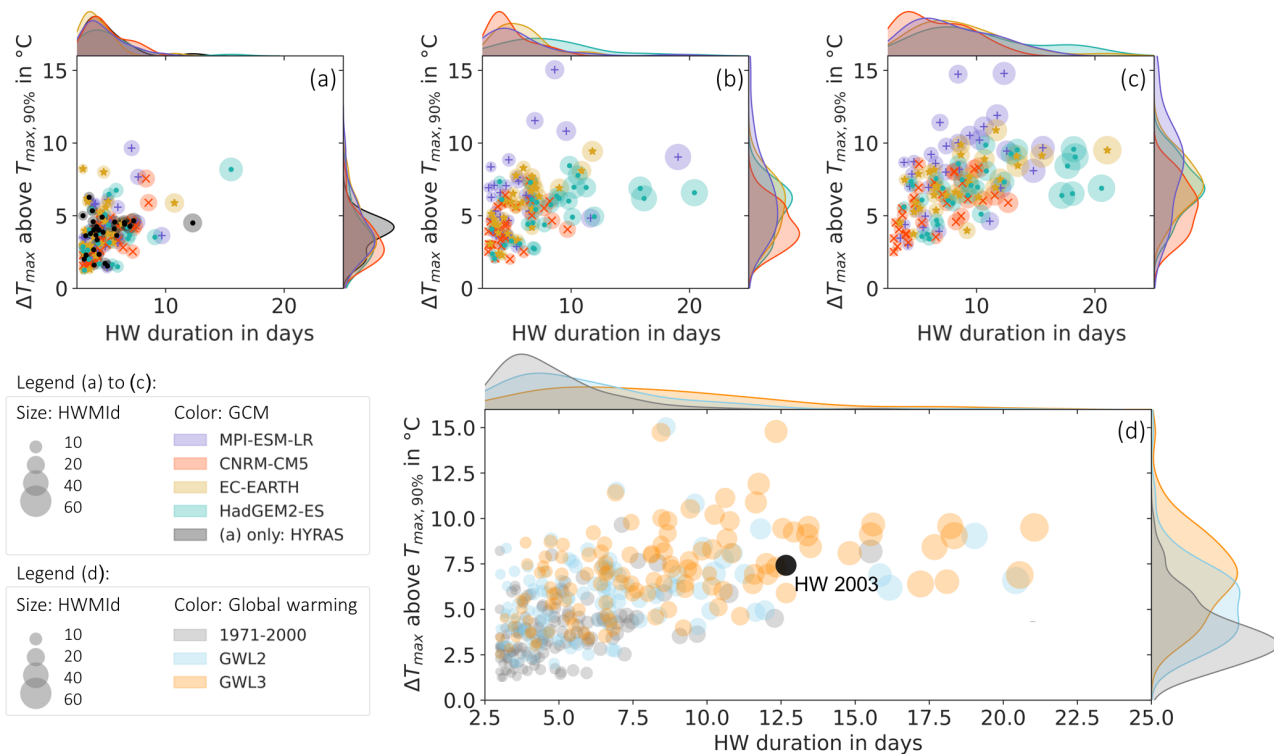 (a)
(b)
(c)
15
10
5
0
10
20
ΔT_max above T_max, 90% in °C
HW duration in days
15
10
5
0
10
20
ΔT_max above T_max, 90% in °C
HW duration in days
15
10
5
0
10
20
ΔT_max above T_max, 90% in °C
HW duration in days
Legend (a) to (c):
Size: HWMId
Color: GCM
10
20
40
60
MPI-ESM-LR
CNRM-CM5
EC-EARTH
HadGEM2-ES
(a) only: HYRAS
Legend (d):
Size: HWMId
Color: Global warming
10
20
40
60
1971-2000
GWL2
GWL3
(d)
15.0
12.5
10.0
7.5
5.0
2.5
0.0
ΔT_max above T_max, 90% in °C
HW 2003
2.5 5.0 7.5 10.0 12.5 15.0 17.5 20.0 22.5 25.0
HW duration in days